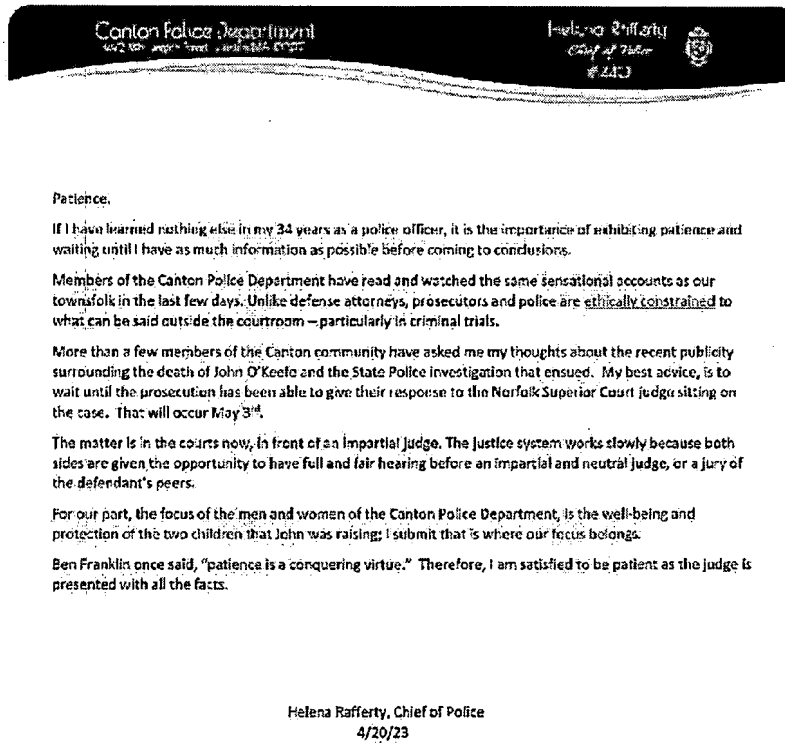 Canton Police Department
Helena Rafferty
Chief of Police
Patience.
If I have learned nothing else in my 34 years as a police officer, it is the importance of exhibiting patience and
waiting until I have as much information as possible before coming to conclusions.
Members of the Canton Police Department have read and watched the same sensational accounts as our
townsfolk in the last few days. Unlike defense attorneys, prosecutors and police are ethically constrained to
what can be said outside the courtroom – particularly in criminal trials.
More than a few members of the Canton community have asked me my thoughts about the recent publicity
surrounding the death of John O'Keefe and the State Police investigation that ensued. My best advice, is to
wait until the prosecution has been able to give their response to the Norfolk Superior Court judge sitting on
the case. That will occur May 3rd.
The matter is in the courts now, in front of an impartial judge. The justice system works slowly because both
sides are given the opportunity to have full and fair hearing before an impartial and neutral judge, or a jury of
the defendant's peers.
For our part, the focus of the men and women of the Canton Police Department, is the well-being and
protection of the two children that John was raising; I submit that is where our focus belongs.
Ben Franklin once said, "patience is a conquering virtue." Therefore, I am satisfied to be patient as the judge is
presented with all the facts.
Helena Rafferty, Chief of Police
4/20/23